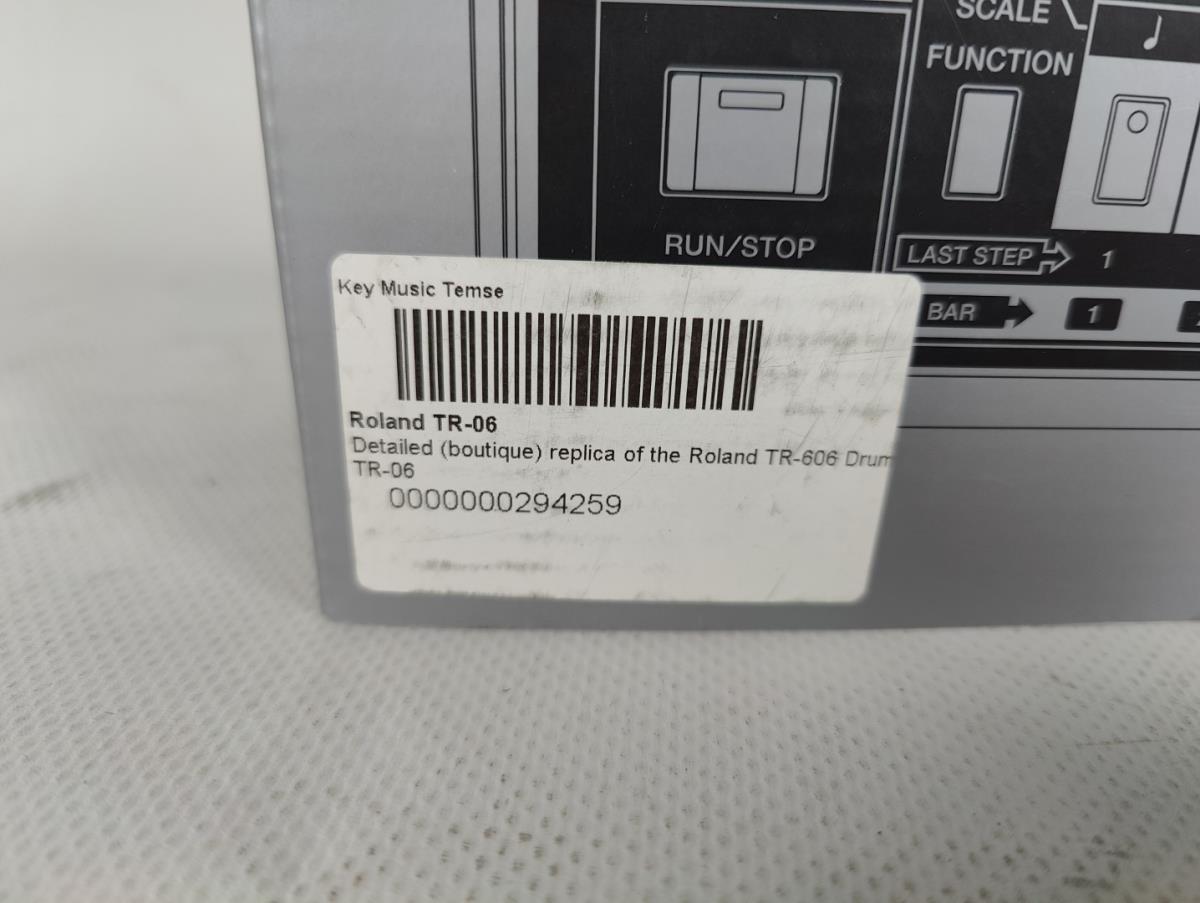 SCALE
FUNCTION
RUN/STOP
LAST STEP 1
BAR 1
Key Music Temse
Roland TR-06
Detailed (boutique) replica of the Roland TR-606 Drum
TR-06
0000000294259